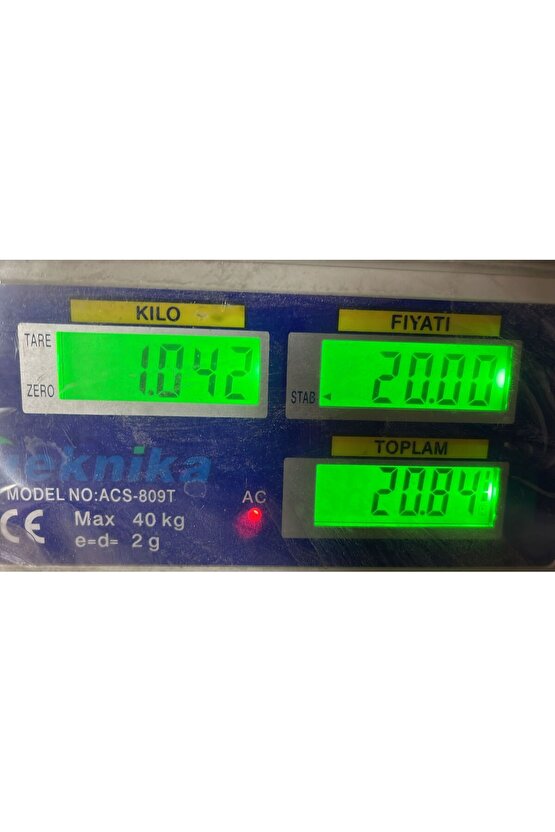 KILO
FIYATI
TARE
1.042
20.00
ZERO
STAB
TOPLAM
eknika
20.84
MODEL NO:ACS-809T
AC
CE
Max 40 kg
e=d= 2 g